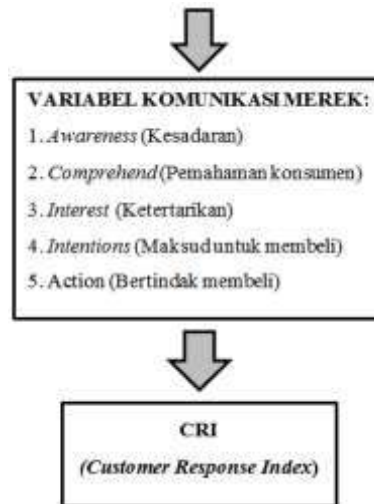 VARIABEL KOMUNIKASI MEREK:
1. Awareness (Kesadaran)
2. Comprehend (Pemahaman konsumen)
3. Interest (Ketertarikan)
4. Intentions (Maksud untuk membeli)
5. Action (Bertindak membeli)
CRI
(Customer Response Index)